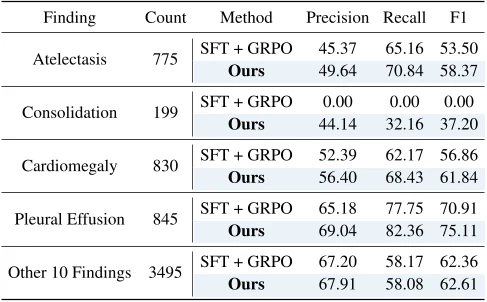 Finding Count Method Precision Recall F1
Atelectasis 775 SFT + GRPO 45.37 65.16 53.50
Ours 49.64 70.84 58.37
Consolidation 199 SFT + GRPO 0.00 0.00 0.00
Ours 44.14 32.16 37.20
Cardiomegaly 830 SFT + GRPO 52.39 62.17 56.86
Ours 56.40 68.43 61.84
Pleural Effusion 845 SFT + GRPO 65.18 77.75 70.91
Ours 69.04 82.36 75.11
Other 10 Findings 3495 SFT + GRPO 67.20 58.17 62.36
Ours 67.91 58.08 62.61